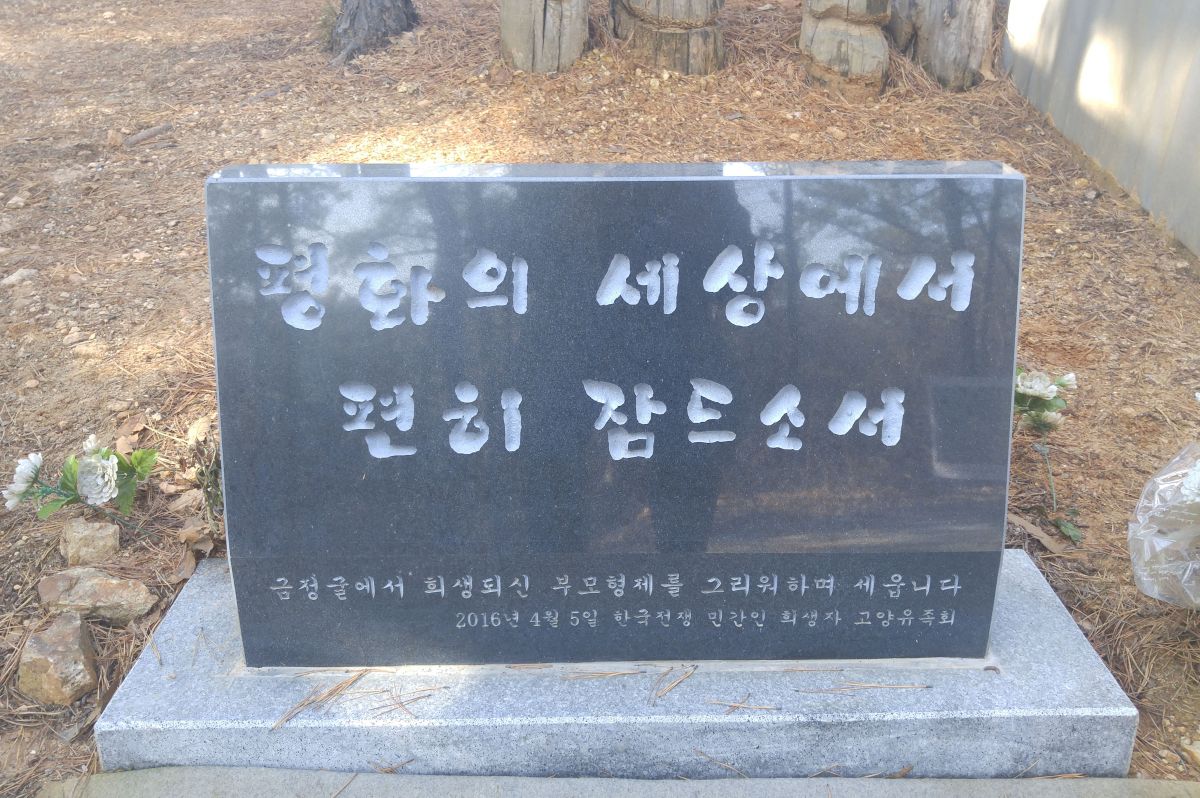 평화의 세상에서
편히 잠드소서
금정굴에서 희생되신 부모형제를 그리워하며 세웁니다
2016년 4월 5일 한국전쟁 민간인 희생자 고양유족회